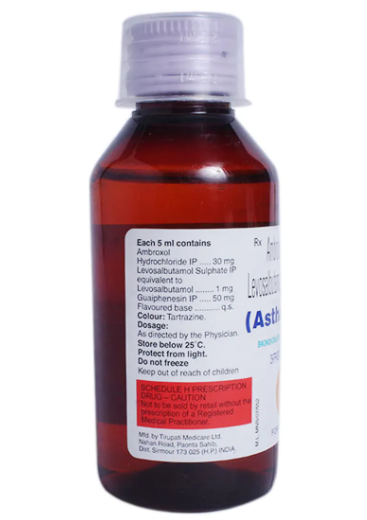 Each 5 ml contains
Ambroxol
Hydrochloride IP ..... 30 mg
Levosalbutamol Sulphate IP
equivalent to
Levosalbutamol ........ 1 mg
Guaiphenesin IP ..... 50 mg
Flavoured base .......... q.s.
Colour: Tartrazine.
Dosage:
As directed by the Physician.
Store below 25°C.
Protect from light.
Do not freeze
Keep out of reach of children
SCHEDULE H PRESCRIPTION
DRUG – CAUTION
Not to be sold by retail without the
prescription of a Registered
Medical Practitioner.
Mfd. by Tirupati Medicare Ltd.
Nahan Road, Paonta Sahib,
Dist. Sirmour 173 025 (H.P.) INDIA.
Rx
(Asth